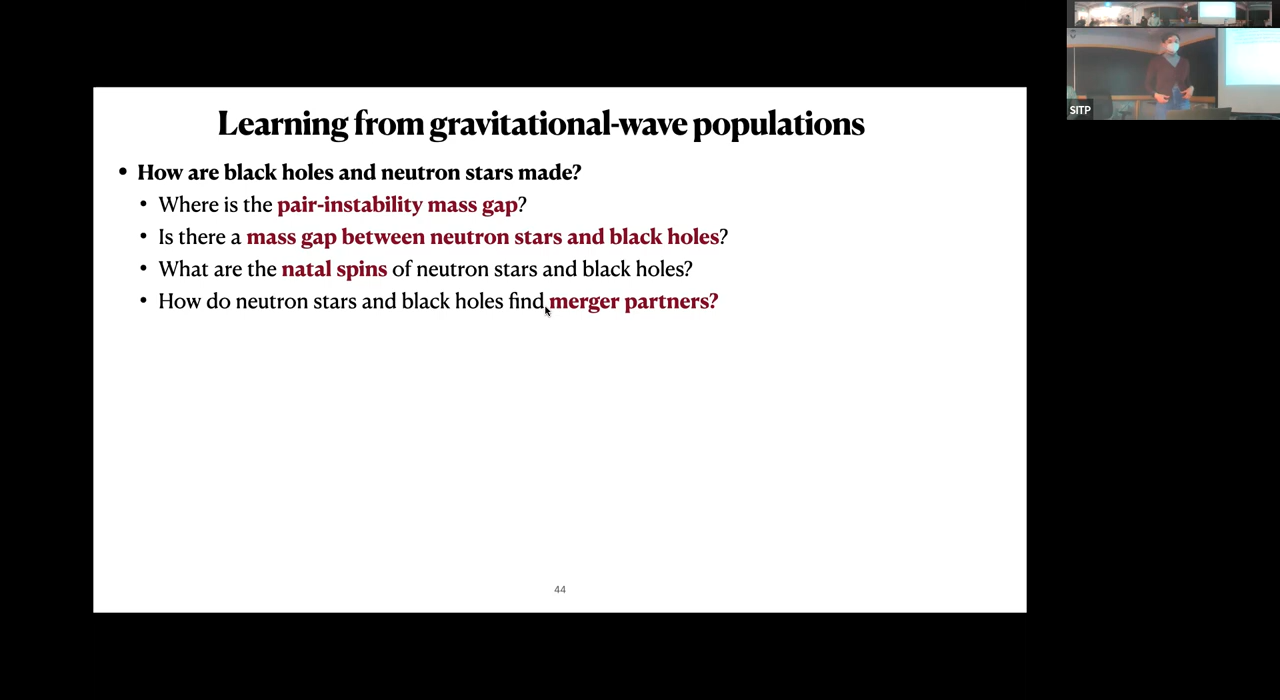 Learning from gravitational-wave populations
• How are black holes and neutron stars made?
• Where is the pair-instability mass gap?
• Is there a mass gap between neutron stars and black holes?
• What are the natal spins of neutron stars and black holes?
• How do neutron stars and black holes find merger partners?
44
SITP